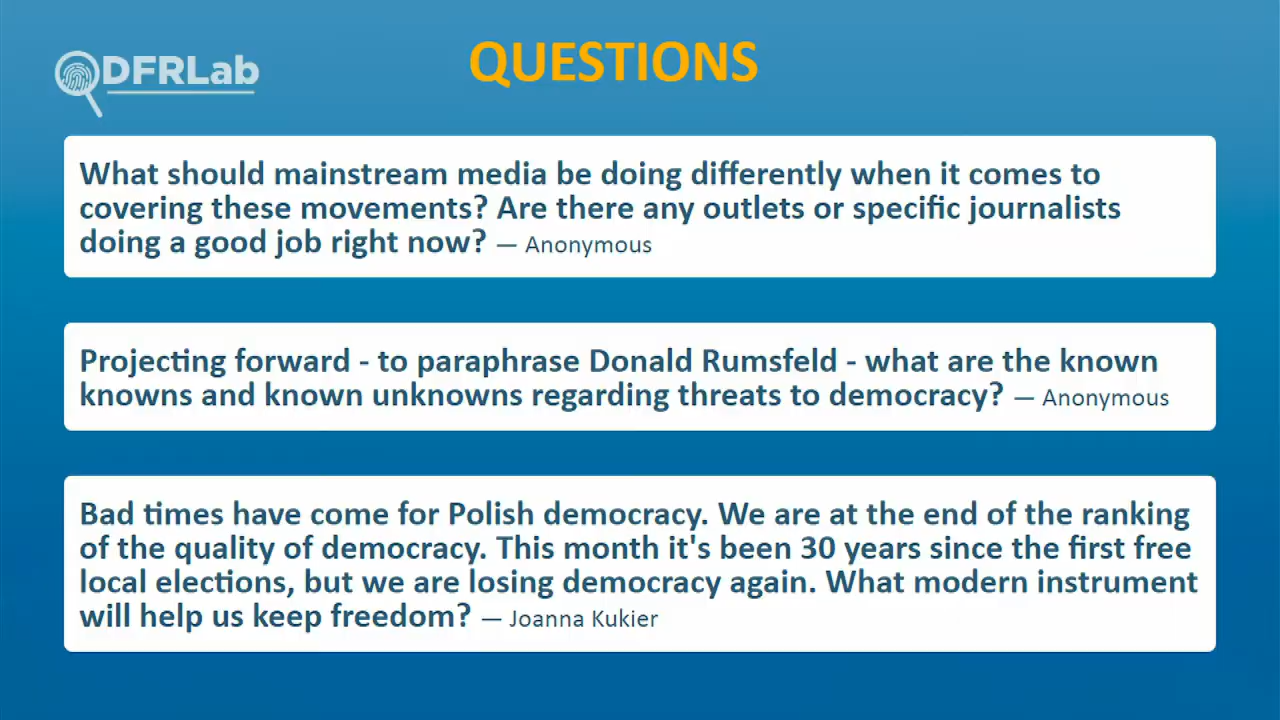 DFRLab
QUESTIONS
What should mainstream media be doing differently when it comes to
covering these movements? Are there any outlets or specific journalists
doing a good job right now? — Anonymous
Projecting forward - to paraphrase Donald Rumsfeld - what are the known
knowns and known unknowns regarding threats to democracy? — Anonymous
Bad times have come for Polish democracy. We are at the end of the ranking
of the quality of democracy. This month it's been 30 years since the first free
local elections, but we are losing democracy again. What modern instrument
will help us keep freedom? — Joanna Kukier